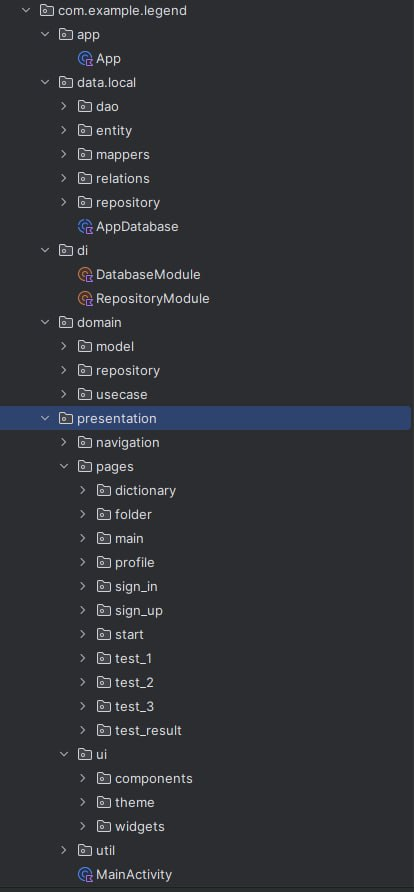 com.example.legend
app
App
data.local
dao
entity
mappers
relations
repository
AppDatabase
di
DatabaseModule
RepositoryModule
domain
model
repository
usecase
presentation
navigation
pages
dictionary
folder
main
profile
sign_in
sign_up
start
test_1
test_2
test_3
test_result
ui
components
theme
widgets
util
MainActivity